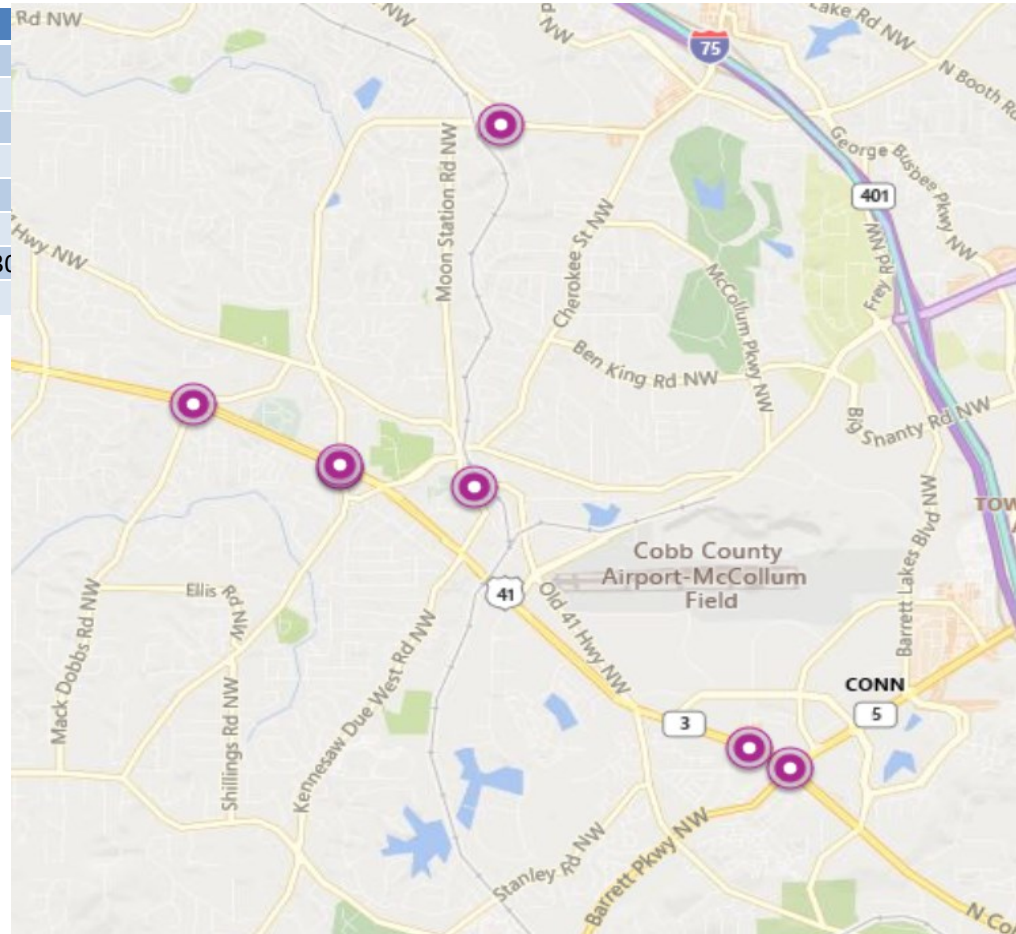 Rd NW
NW
NW
Lake Rd NW
75
N Booth Rd
Moon Station Rd NW
George Busbee Pkwy NW
401
Hwy NW
Cherokee St NW
Frey Rd NW
McCollum Pkwy NW
Ben King Rd NW
Big Shanty Rd NW
Cobb County
Airport-McCollum
Field
41
Old 41 Hwy NW
Barrett Lakes Blvd NW
Ellis Rd NW
Mack Dobbs Rd NW
Shillings Rd NW
Kennesaw Due West Rd NW
CONN
3
5
Stanley Rd NW
Barrett Pkwy NW